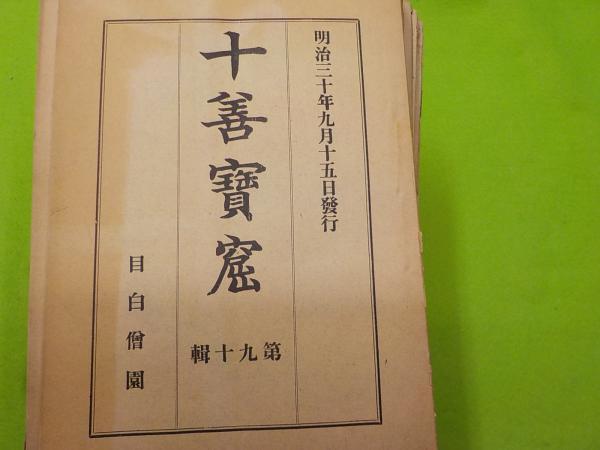 明治三十年九月十五日發行
十善寶窟
第九十輯
目白僧園